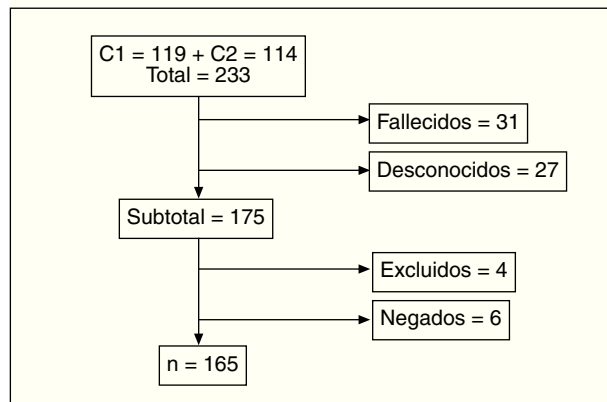 C1 = 119 + C2 = 114
Total = 233
Fallecidos = 31
Desconocidos = 27
Subtotal = 175
Excluidos = 4
Negados = 6
n = 165